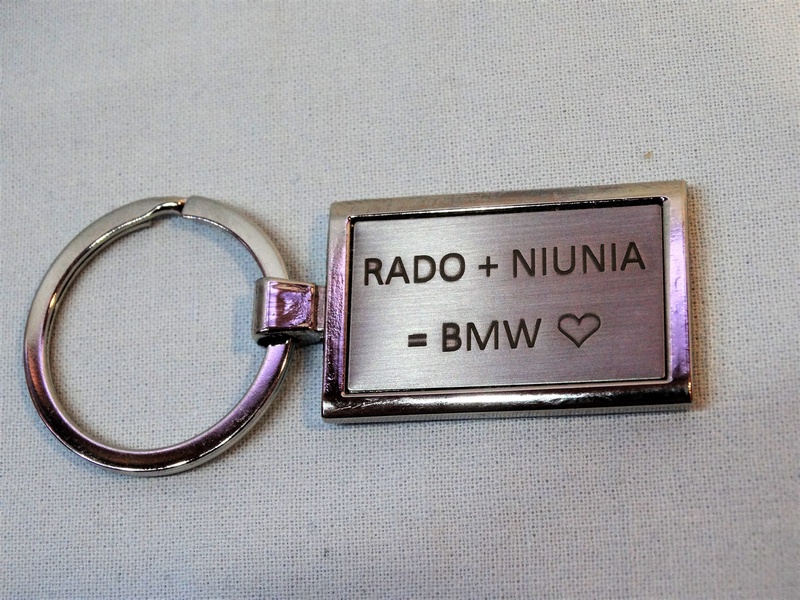 RADO + NIUNIA
= BMW ♡